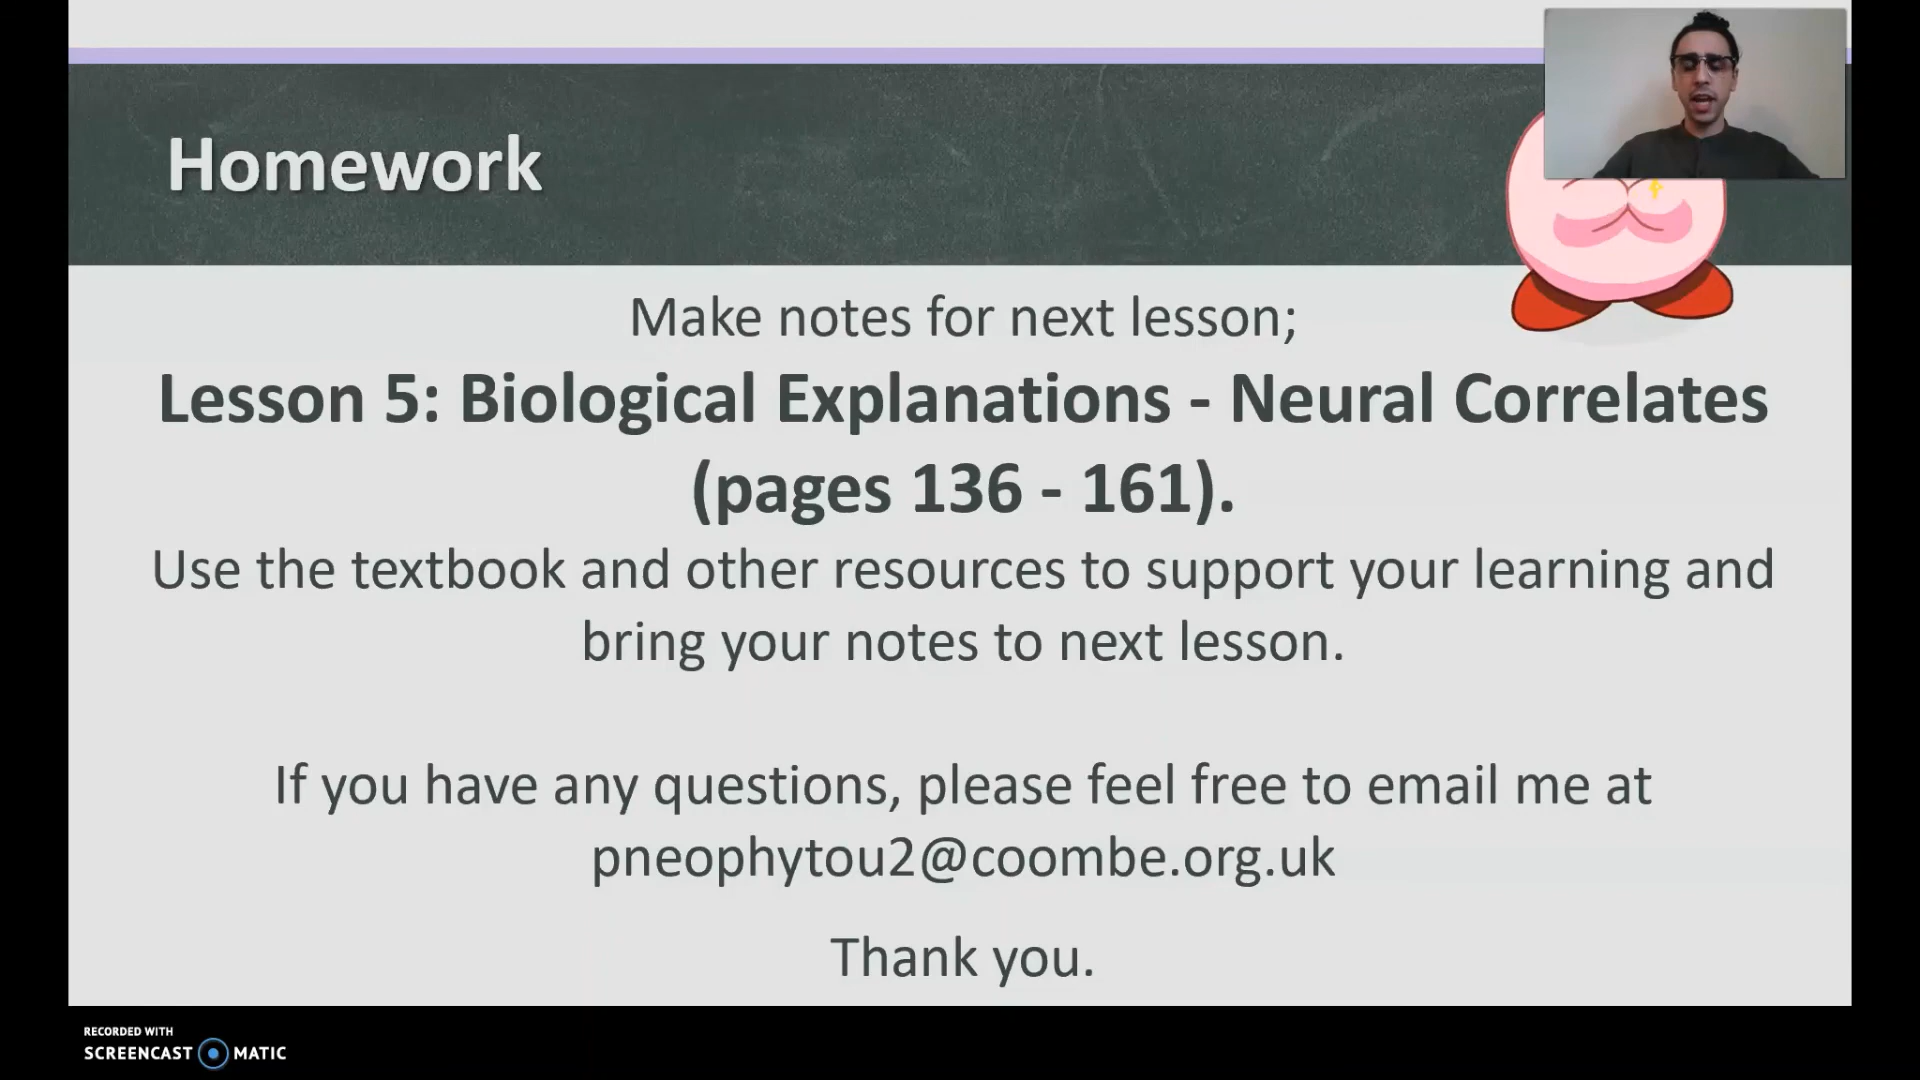 Homework
Make notes for next lesson;
Lesson 5: Biological Explanations - Neural Correlates
(pages 136 - 161).
Use the textbook and other resources to support your learning and
bring your notes to next lesson.
If you have any questions, please feel free to email me at
pneophytou2@coombe.org.uk
Thank you.
RECORDED WITH
SCREENCAST MATIC